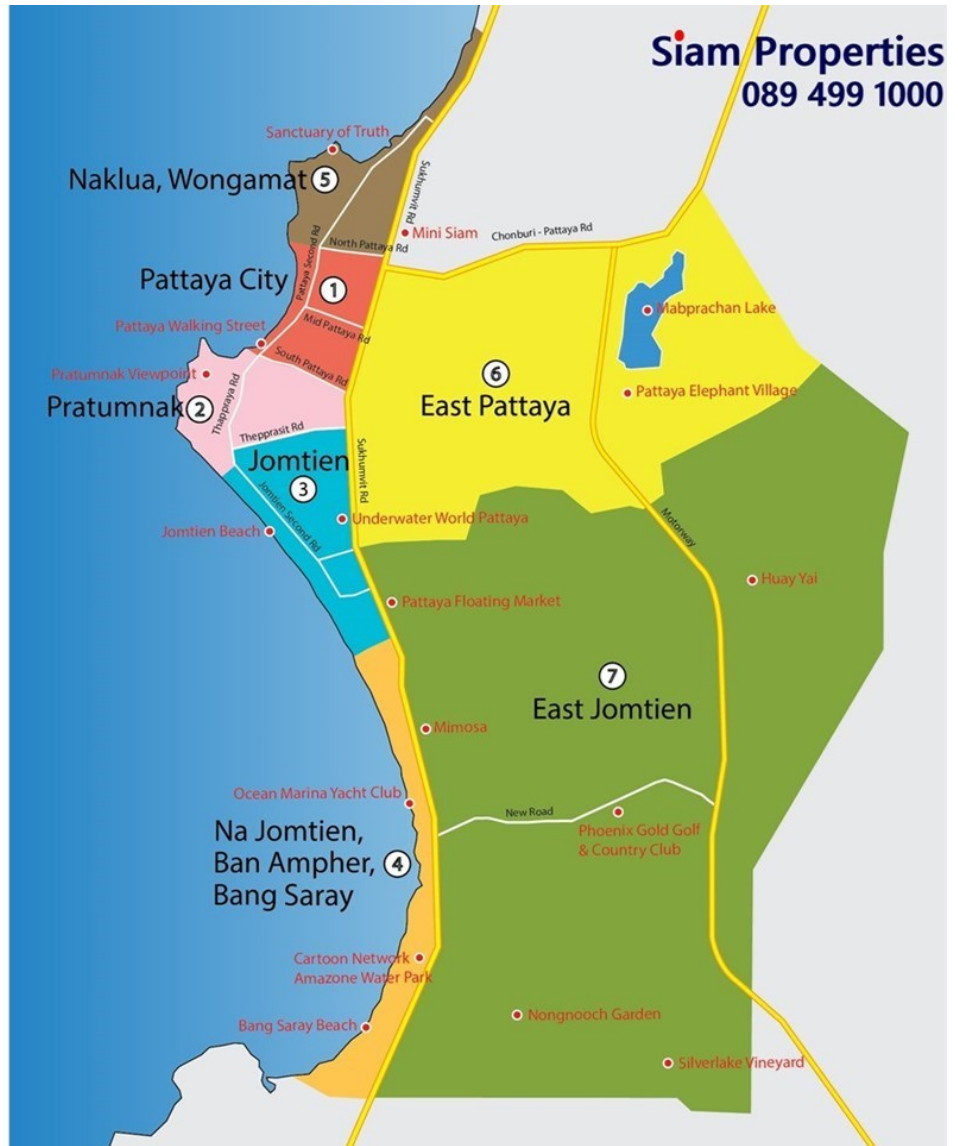 Siam Properties
089 499 1000
Sanctuary of Truth
Naklua, Wongamat 5
Sukhumvit Rd
Mini Siam
Chonburi - Pattaya Rd
North Pattaya Rd
Pattaya Second Rd
Pattaya City
1
Mabprachan Lake
Mid Pattaya Rd
Pattaya Walking Street
South Pattaya Rd
Pratumnak Viewpoint
6
East Pattaya
Pattaya Elephant Village
Pratumnak 2
Thappraya Rd
Thepprasit Rd
Jomtien
3
Sukhumvit Rd
Jomtien Second Rd
Underwater World Pattaya
Jomtien Beach
Motorway
Huay Yai
Pattaya Floating Market
7
East Jomtien
Mimosa
Ocean Marina Yacht Club
New Road
Phoenix Gold Golf
& Country Club
Na Jomtien,
Ban Ampher,
Bang Saray
4
Cartoon Network
Amazone Water Park
Bang Saray Beach
Nongnooch Garden
Silverlake Vineyard